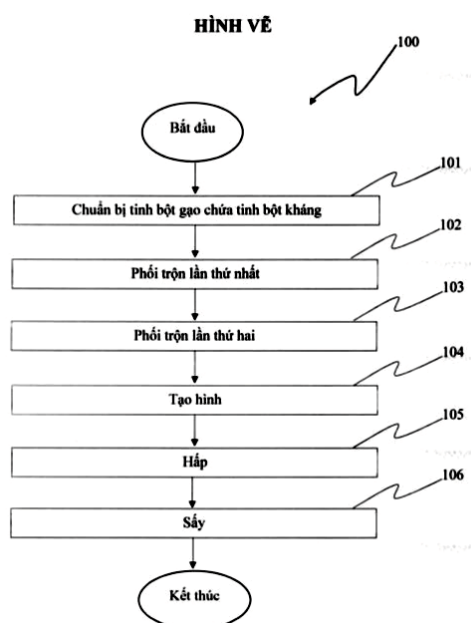 HÌNH VẼ
100
Bắt đầu
101
Chuẩn bị tinh bột gạo chứa tinh bột kháng
102
Phối trộn lần thứ nhất
103
Phối trộn lần thứ hai
104
Tạo hình
105
Hấp
106
Sấy
Kết thúc